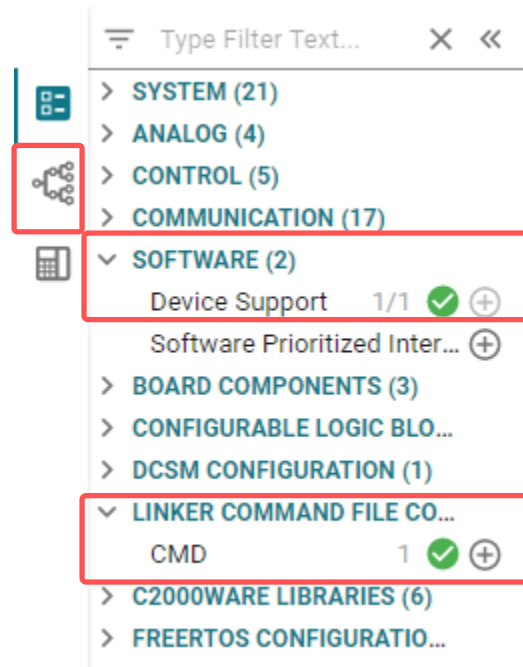 Type Filter Text...
SYSTEM (21)
ANALOG (4)
CONTROL (5)
COMMUNICATION (17)
SOFTWARE (2)
Device Support 1/1
Software Prioritized Inter...
BOARD COMPONENTS (3)
CONFIGURABLE LOGIC BLO...
DCSM CONFIGURATION (1)
LINKER COMMAND FILE CO...
CMD 1
C2000WARE LIBRARIES (6)
FREERTOS CONFIGURATIO...